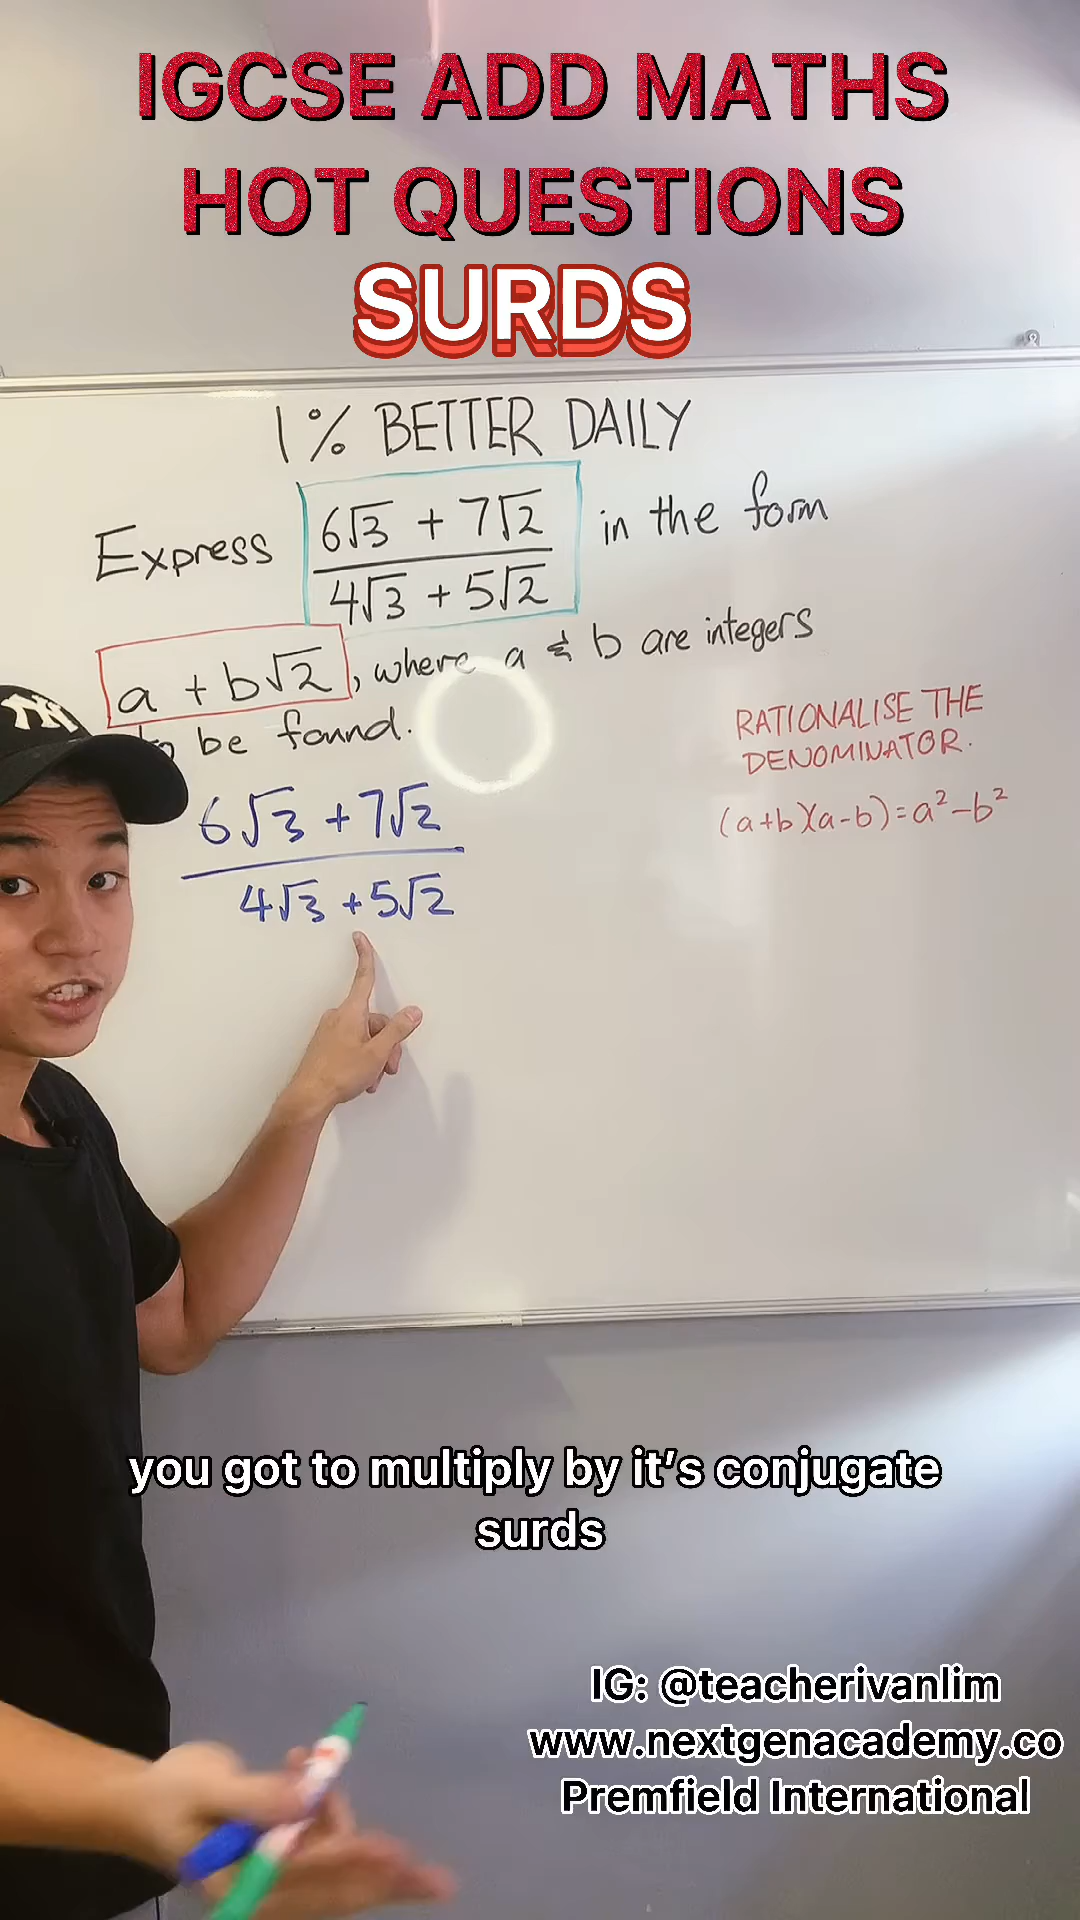 IGCSE ADD MATHS
HOT QUESTIONS
SURDS
1% BETTER DAILY
Express (6√3 + 7√2)/(4√3 + 5√2) in the form
a + b√2, where a & b are integers
to be found.
RATIONALISE THE
DENOMINATOR.
(a+b)(a-b)=a²-b²
6√3 + 7√2
4√3 + 5√2
NY
you got to multiply by it's conjugate
surds
IG: @teacherivanlim
www.nextgenacademy.co
Premfield International